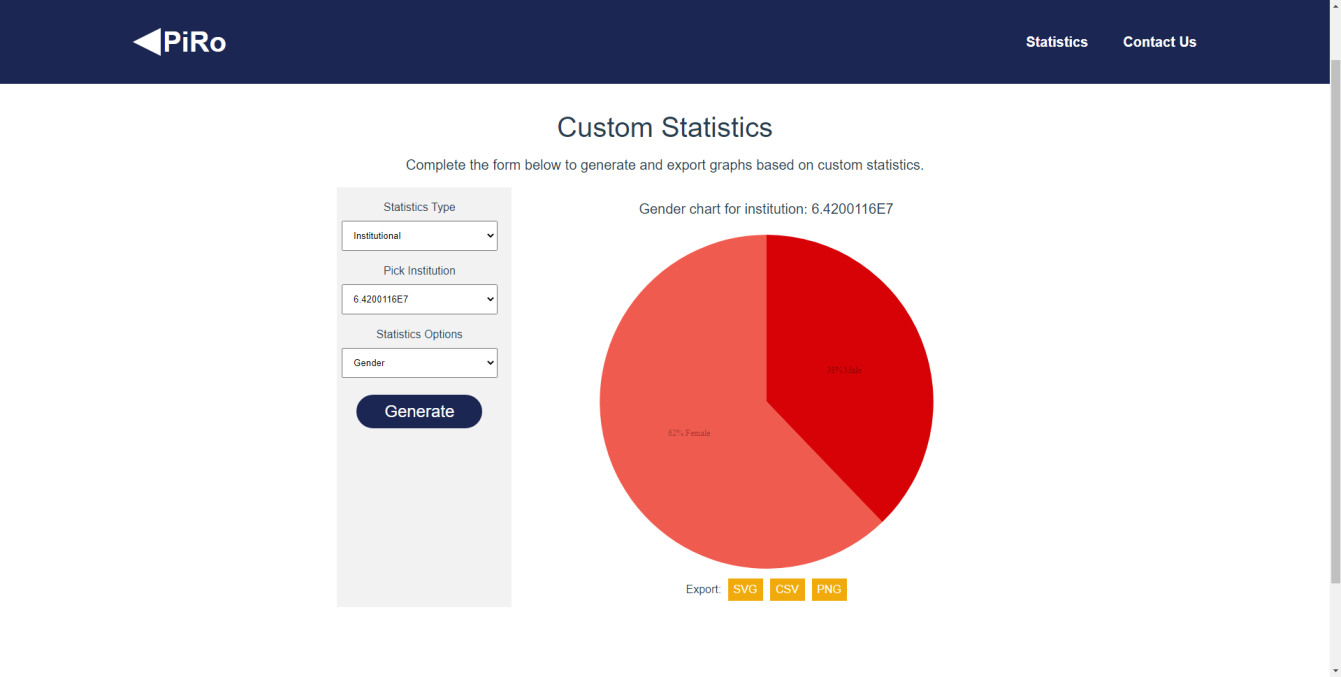 PiRo
Statistics
Contact Us
Custom Statistics
Complete the form below to generate and export graphs based on custom statistics.
Statistics Type
Institutional
Pick Institution
6.4200116E7
Statistics Options
Gender
Generate
Gender chart for institution: 6.4200116E7
38% Male
62% Female
Export:
SVG
CSV
PNG